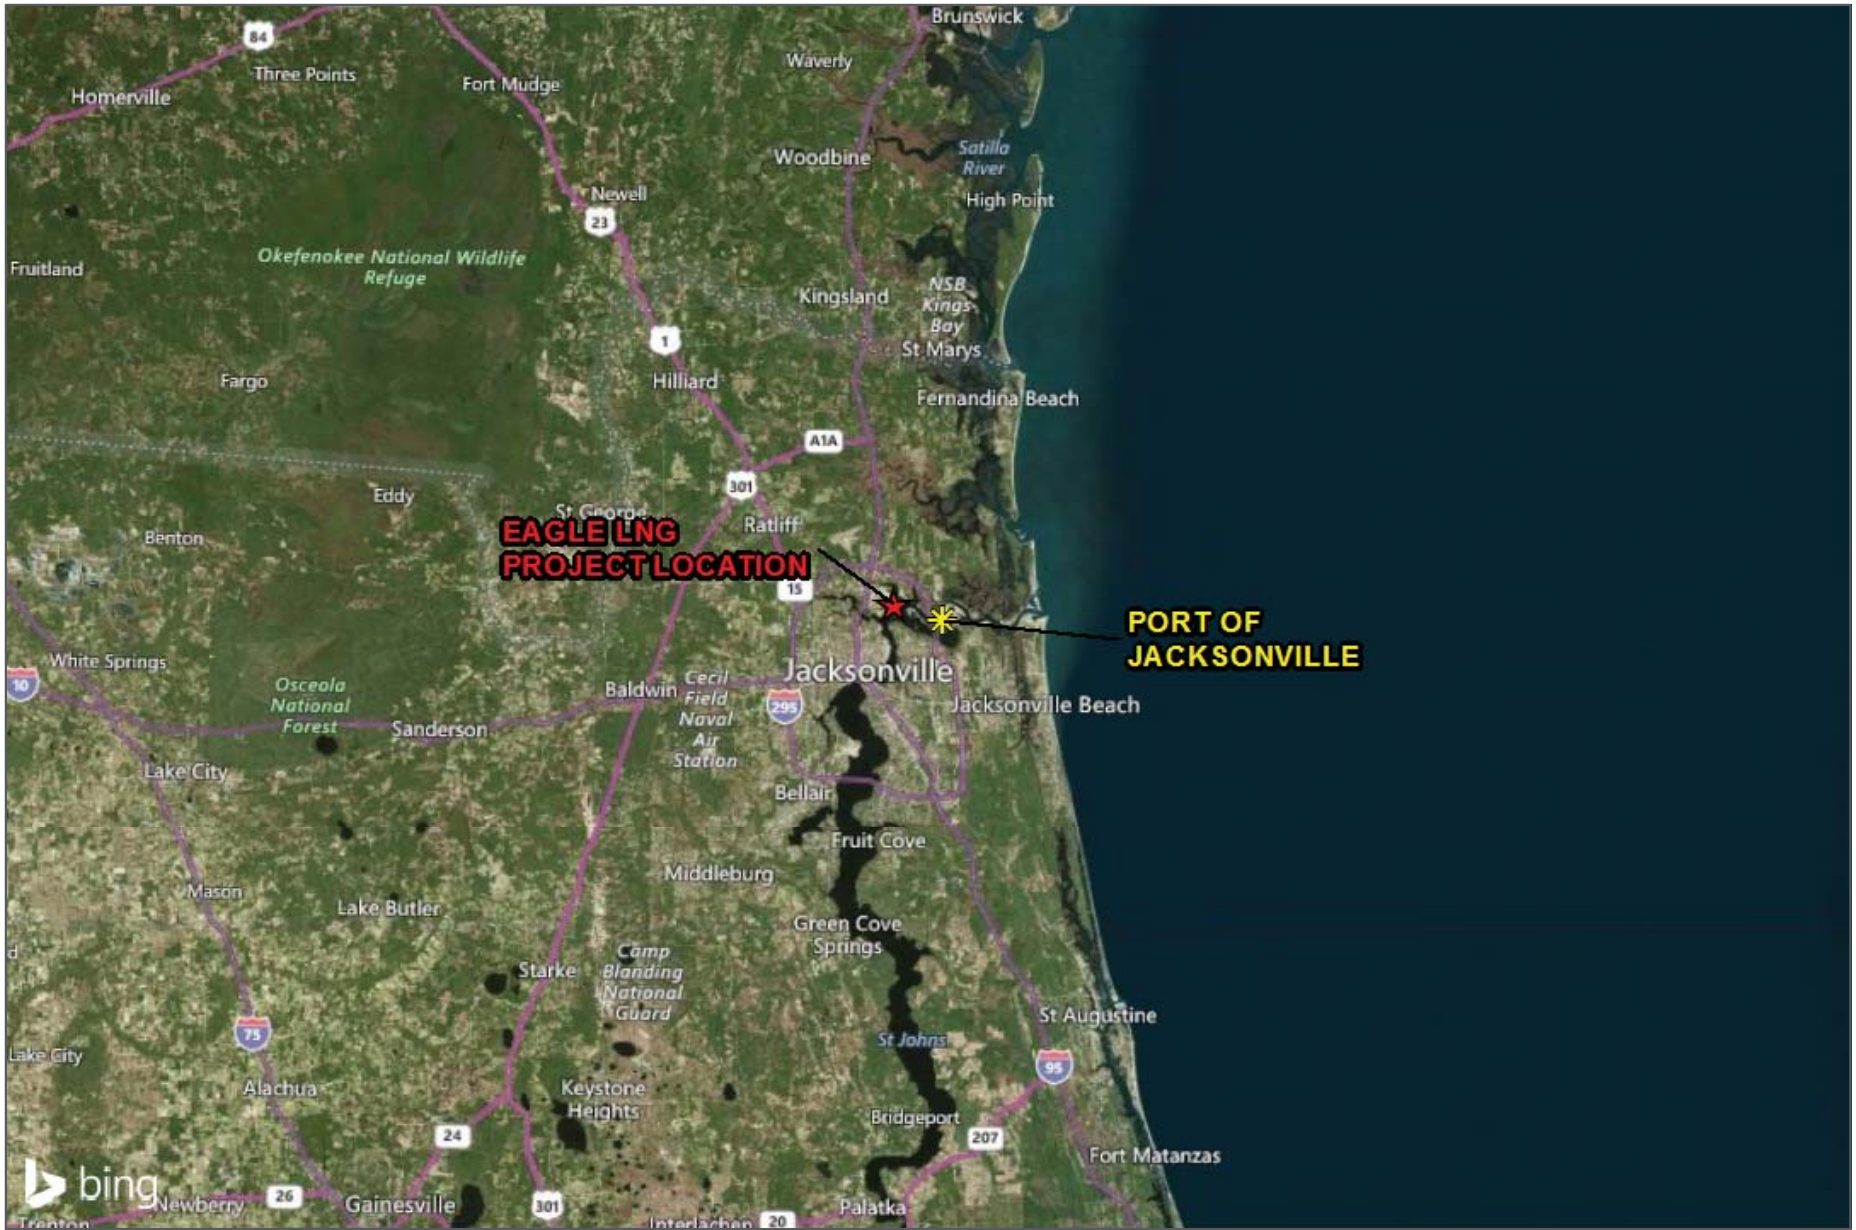 Brunswick
84
Three Points
Waverly
Fort Mudge
Homerville
Woodbine
Satilla
River
Newell
High Point
23
Okefenokee National Wildlife
Refuge
Fruitland
NSB
Kings
Bay
Kingsland
1
St Marys
Hilliard
Fargo
Fernandina Beach
A1A
301
Eddy
St George
Ratliff
EAGLE LNG
PROJECT LOCATION
Benton
15
PORT OF
JACKSONVILLE
White Springs
Jacksonville
10
Osceola
National
Forest
Baldwin
Cecil
Field
Naval
Air
Station
295
Jacksonville Beach
Sanderson
Lake City
Bellair
Fruit Cove
Middleburg
Mason
Lake Butler
Green Cove
Springs
d
Camp
Blanding
National
Guard
Starke
St Augustine
75
St Johns
Lake City
95
Alachua
Keystone
Heights
Bridgeport
24
207
Fort Matanzas
bing
Newberry
26
Gainesville
301
Palatka
Trenton
Interlachen
20